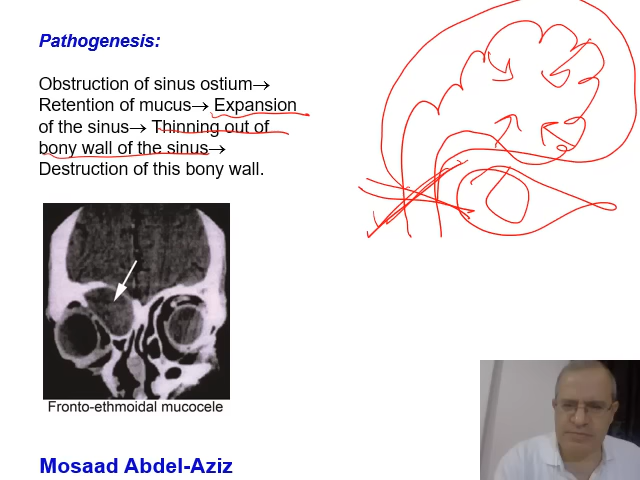 Pathogenesis:
Obstruction of sinus ostium→
Retention of mucus→ Expansion
of the sinus→ Thinning out of
bony wall of the sinus→
Destruction of this bony wall.
Fronto-ethmoidal mucocele
Mosaad Abdel-Aziz